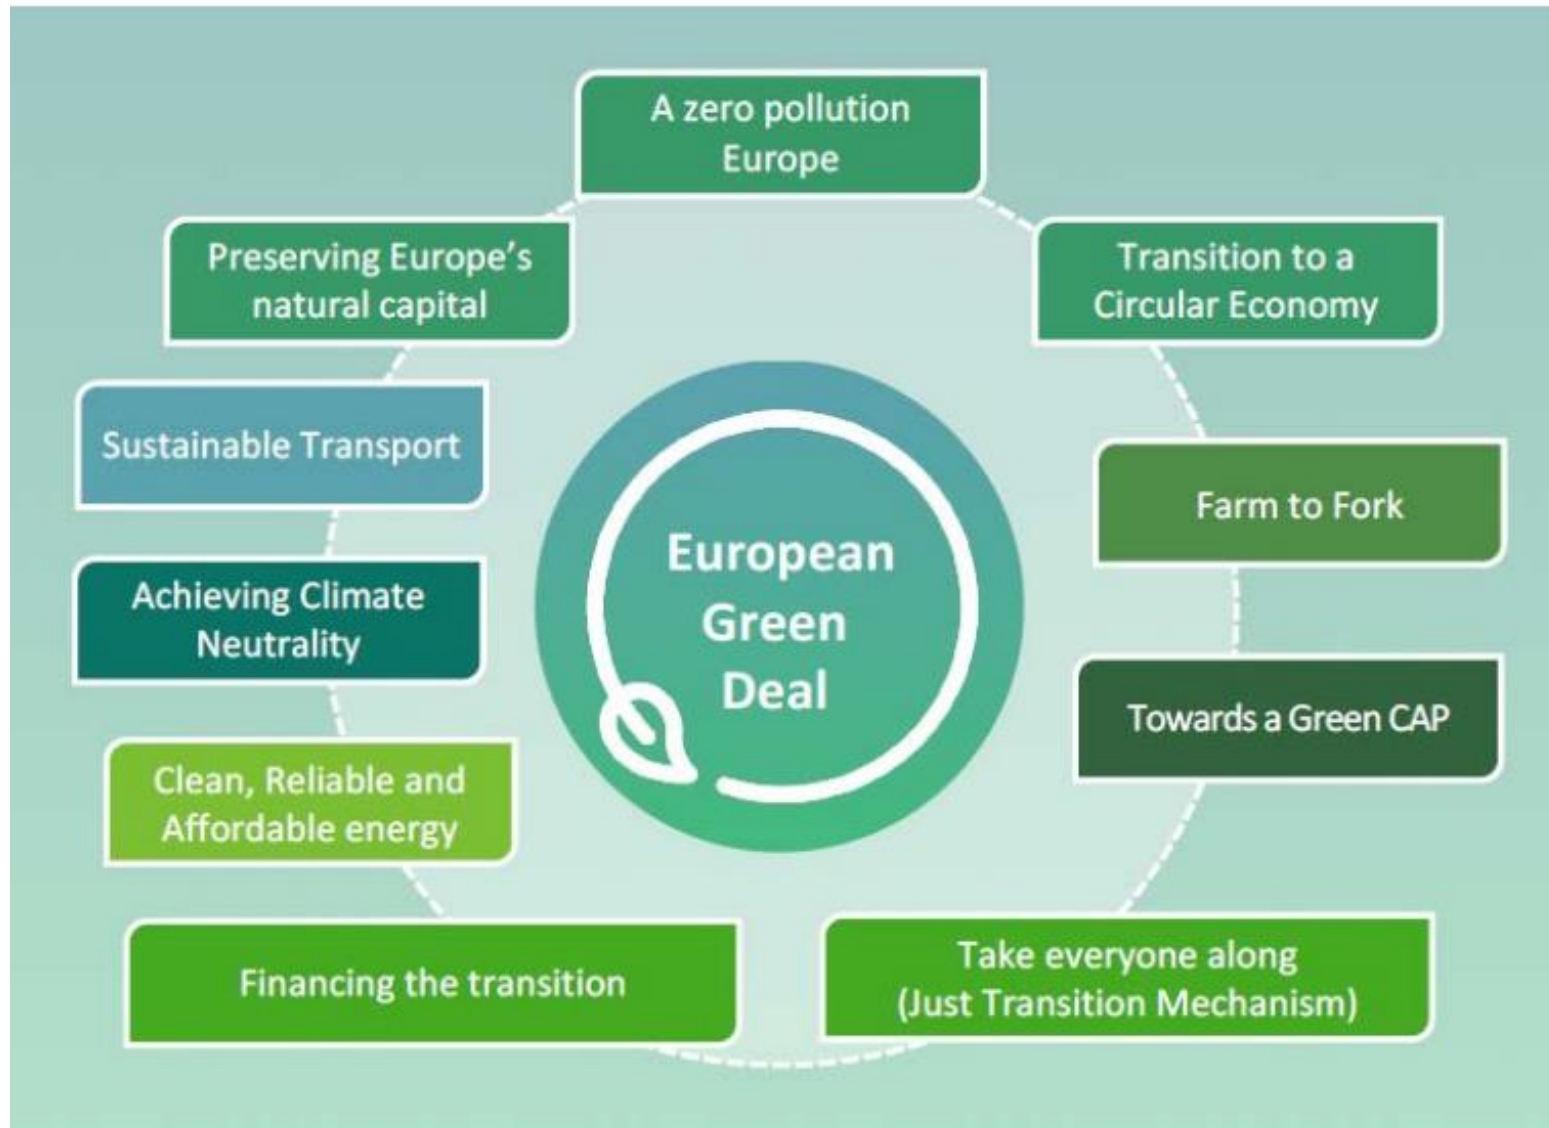 A zero pollution
Europe
Preserving Europe’s
natural capital
Transition to a
Circular Economy
Sustainable Transport
Farm to Fork
European
Green
Deal
Achieving Climate
Neutrality
Towards a Green CAP
Clean, Reliable and
Affordable energy
Financing the transition
Take everyone along
(Just Transition Mechanism)